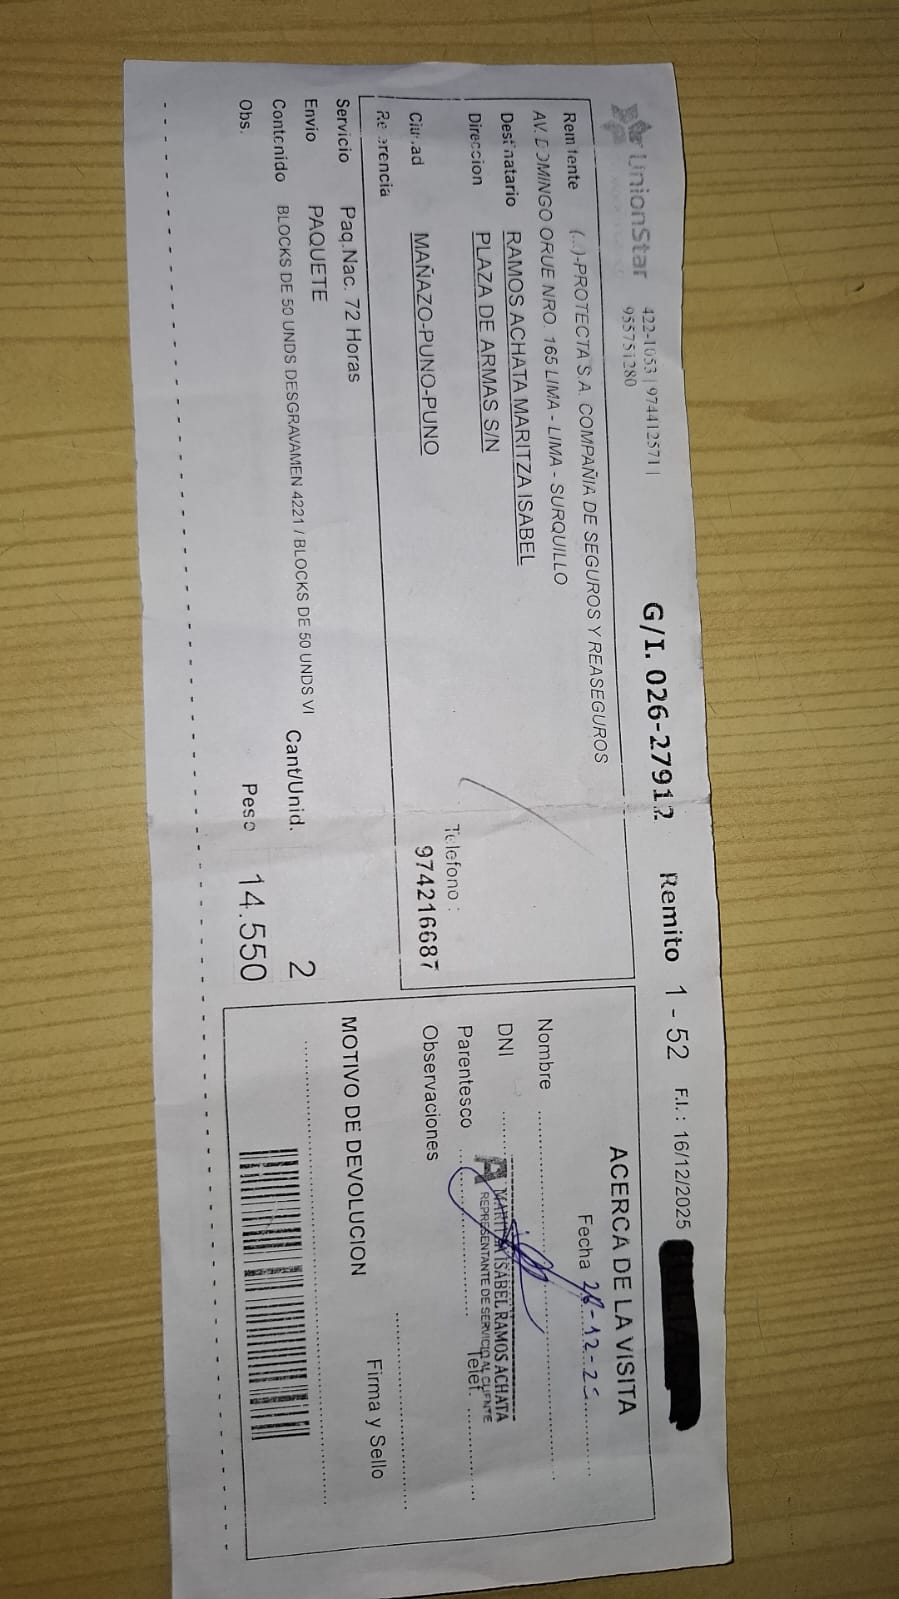 UnionStar
422-1053 | 974412571 |
955751280
G/I. 026-27912
Remito 1 - 52 F.I. : 16/12/2025
Remitente (...)-PROTECTA S.A. COMPAÑIA DE SEGUROS Y REASEGUROS
AV. DOMINGO ORUE NRO. 165 LIMA - LIMA - SURQUILLO
Destinatario RAMOS ACHATA MARITZA ISABEL
Direccion PLAZA DE ARMAS S/N
Telefono :
Ciudad MAÑAZO-PUNO-PUNO 974216687
Referencia
Servicio Paq.Nac. 72 Horas
Envio PAQUETE
Contenido BLOCKS DE 50 UNDS DESGRAVAMEN 4221 / BLOCKS DE 50 UNDS VI Cant/Unid. 2
Obs. Peso 14.550
ACERCA DE LA VISITA
Fecha -12-25
Nombre
DNI
MARITZA ISABEL RAMOS ACHATA
REPRESENTANTE DE SERVICIO AL CLIENTE
Parentesco Telef.
Observaciones
Firma y Sello
MOTIVO DE DEVOLUCION